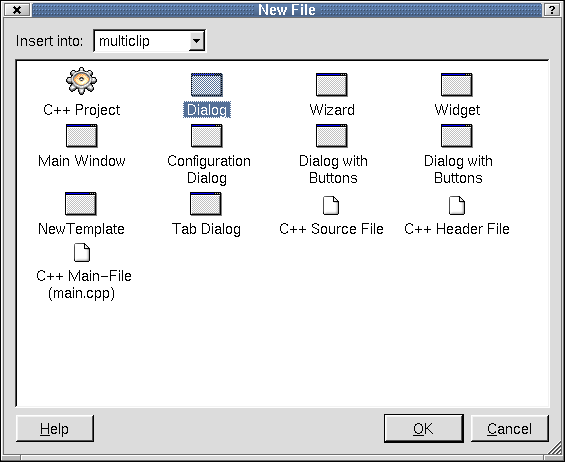 New File
Insert into: multiclip
C++ Project Dialog Wizard Widget
Main Window Configuration Dialog with Dialog with
Dialog Buttons Buttons
NewTemplate Tab Dialog C++ Source File C++ Header File
C++ Main-File
(main.cpp)
Help OK Cancel